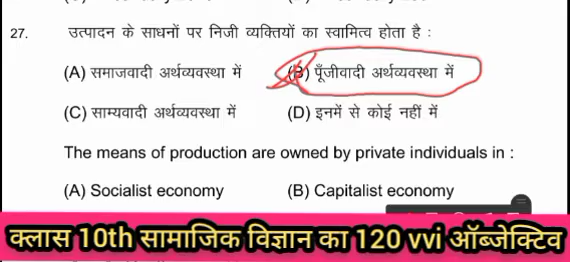 27. उत्पादन के साधनों पर निजी व्यक्तियों का स्वामित्व होता है :
(A) समाजवादी अर्थव्यवस्था में (B) पूँजीवादी अर्थव्यवस्था में
(C) साम्यवादी अर्थव्यवस्था में (D) इनमें से कोई नहीं में
The means of production are owned by private individuals in :
(A) Socialist economy (B) Capitalist economy
क्लास 10th सामाजिक विज्ञान का 120 vvi ऑब्जेक्टिव